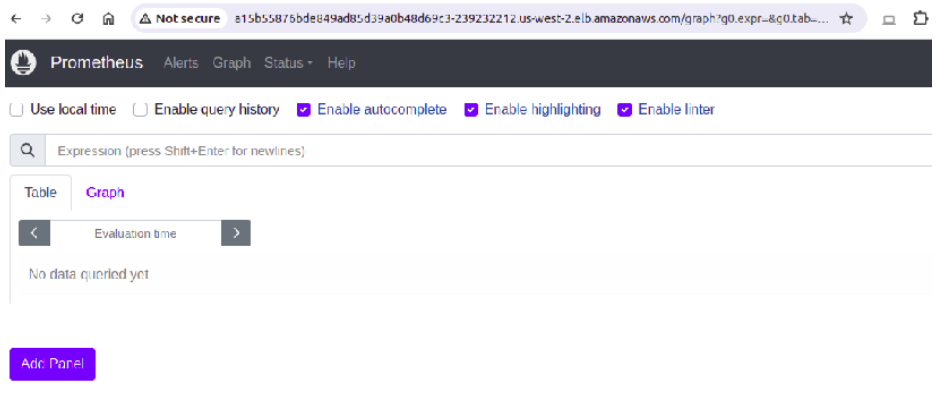 Not secure a15b55876bde849ad85d39a0b48d69c3-239232212.us-west-2.elb.amazonaws.com/graph?g0.expr=&g0.tab=...
Prometheus Alerts Graph Status Help
Use local time Enable query history Enable autocomplete Enable highlighting Enable linter
Expression (press Shift+Enter for newlines)
Table Graph
Evaluation time
No data queried yet
Add Panel